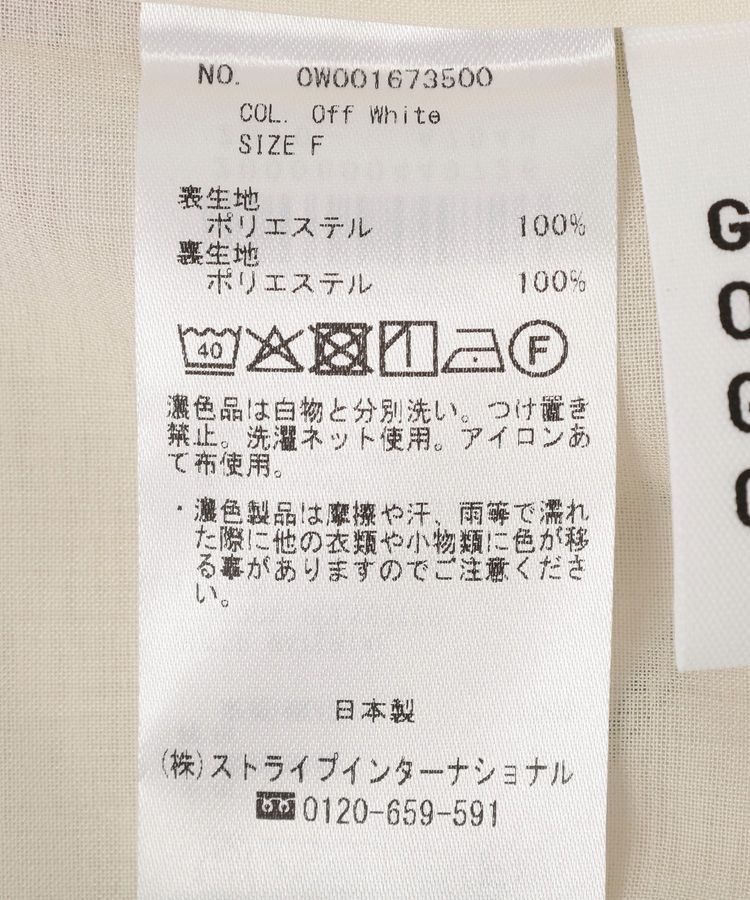 NO. 0W001673500
COL. Off White
SIZE F
表生地
ポリエステル 100%
裏生地
ポリエステル 100%
40
F
濃色品は白物と分別洗い。つけ置き
禁止。洗濯ネット使用。アイロンあ
て布使用。
・濃色製品は摩擦や汗、雨等で濡れ
た際に他の衣類や小物類に色が移
る事がありますのでご注意くださ
い。
日本製
(株)ストライプインターナショナル
0120-659-591
G
G